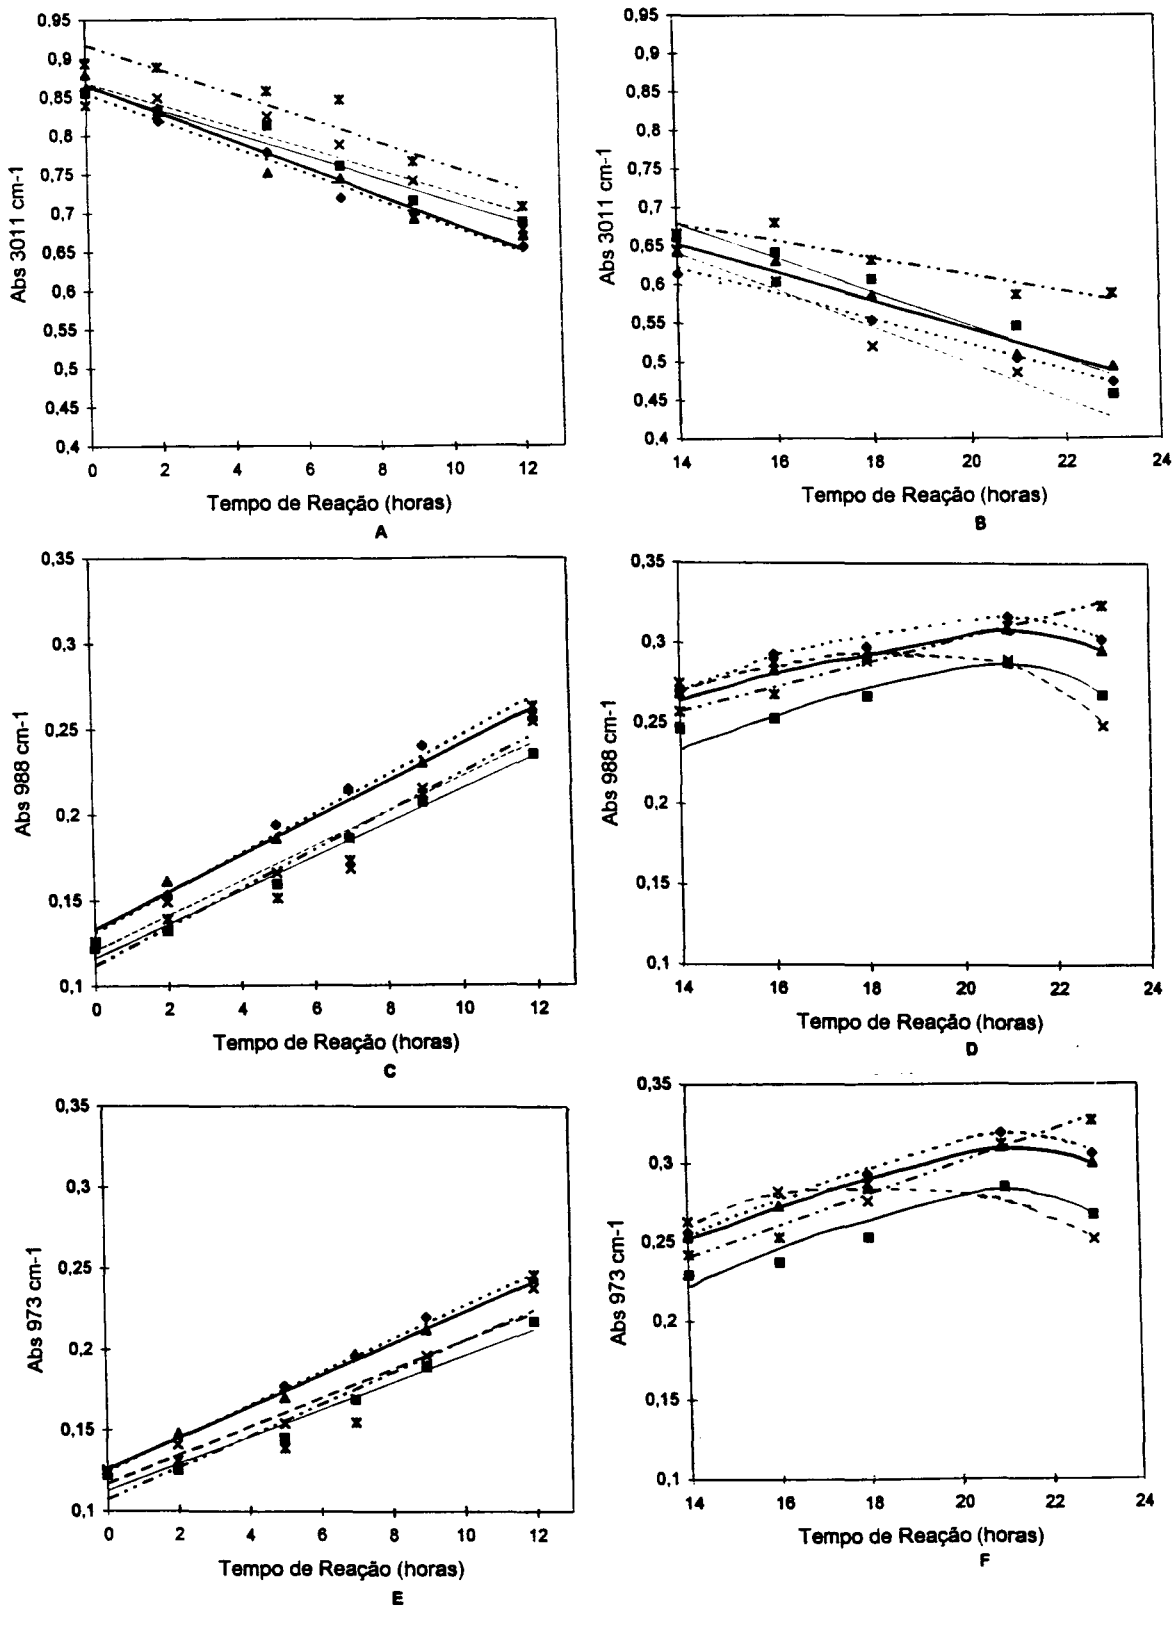 0,95
0,9
0,85
0,8
0,75
0,7
0,65
0,6
0,55
0,5
0,45
0,4
Abs 3011 cm-1
0 2 4 6 8 10 12
Tempo de Reação (horas)
A
0,95
0,9
0,85
0,8
0,75
0,7
0,65
0,6
0,55
0,5
0,45
0,4
Abs 3011 cm-1
14 16 18 20 22 24
Tempo de Reação (horas)
B
0,35
0,3
0,25
0,2
0,15
0,1
Abs 988 cm-1
0 2 4 6 8 10 12
Tempo de Reação (horas)
C
0,35
0,3
0,25
0,2
0,15
0,1
Abs 988 cm-1
14 16 18 20 22 24
Tempo de Reação (horas)
D
0,35
0,3
0,25
0,2
0,15
0,1
Abs 973 cm-1
0 2 4 6 8 10 12
Tempo de Reação (horas)
E
0,35
0,3
0,25
0,2
0,15
0,1
Abs 973 cm-1
14 16 18 20 22 24
Tempo de Reação (horas)
F